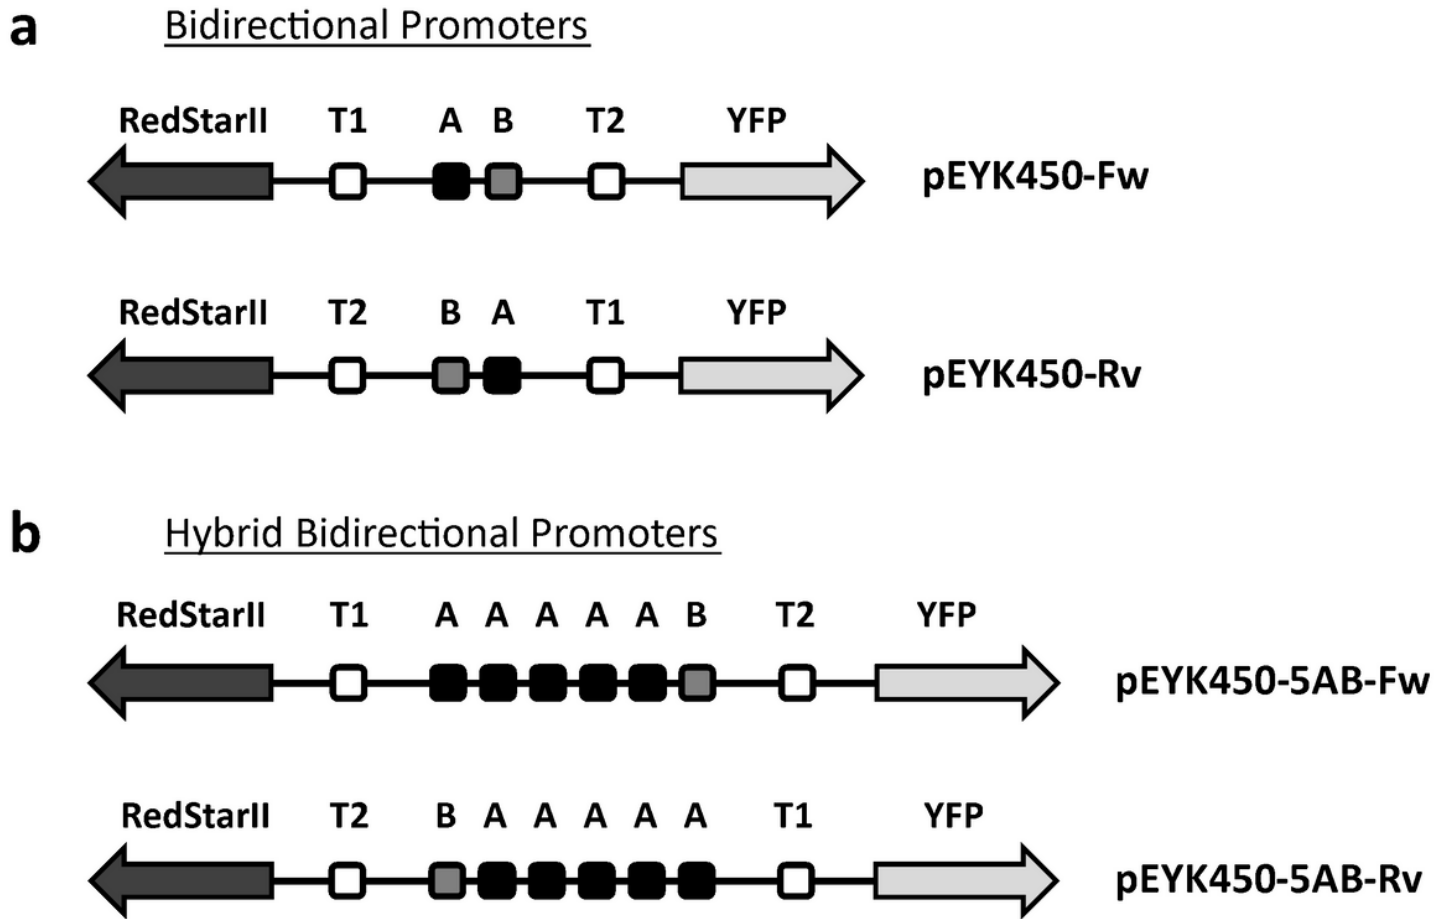 a Bidirectional Promoters
RedStarII T1 A B T2 YFP
pEYK450-Fw
RedStarII T2 B A T1 YFP
pEYK450-Rv
b Hybrid Bidirectional Promoters
RedStarII T1 A A A A A B T2 YFP
pEYK450-5AB-Fw
RedStarII T2 B A A A A A T1 YFP
pEYK450-5AB-Rv